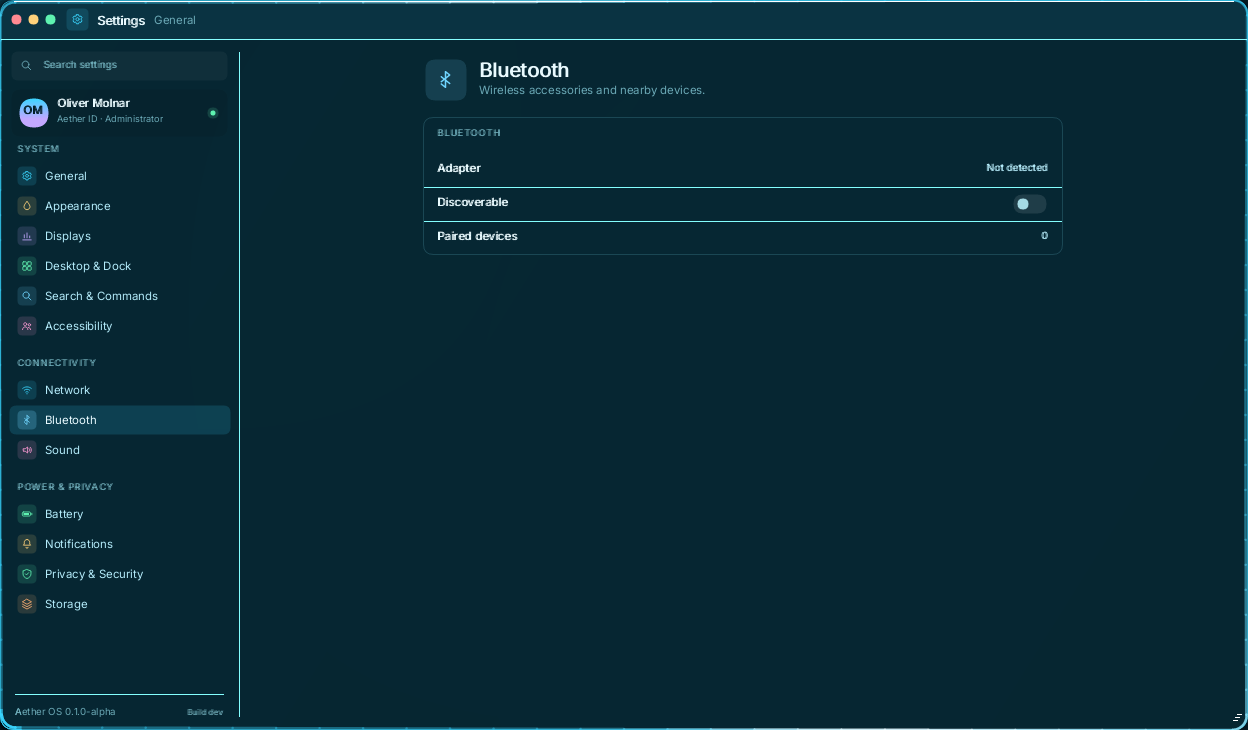 Settings General
Search settings
OM
Oliver Molnar
Aether ID · Administrator
SYSTEM
General
Appearance
Displays
Desktop & Dock
Search & Commands
Accessibility
CONNECTIVITY
Network
Bluetooth
Sound
POWER & PRIVACY
Battery
Notifications
Privacy & Security
Storage
Aether OS 0.1.0-alpha
Build dev
Bluetooth
Wireless accessories and nearby devices.
BLUETOOTH
Adapter Not detected
Discoverable
Paired devices 0